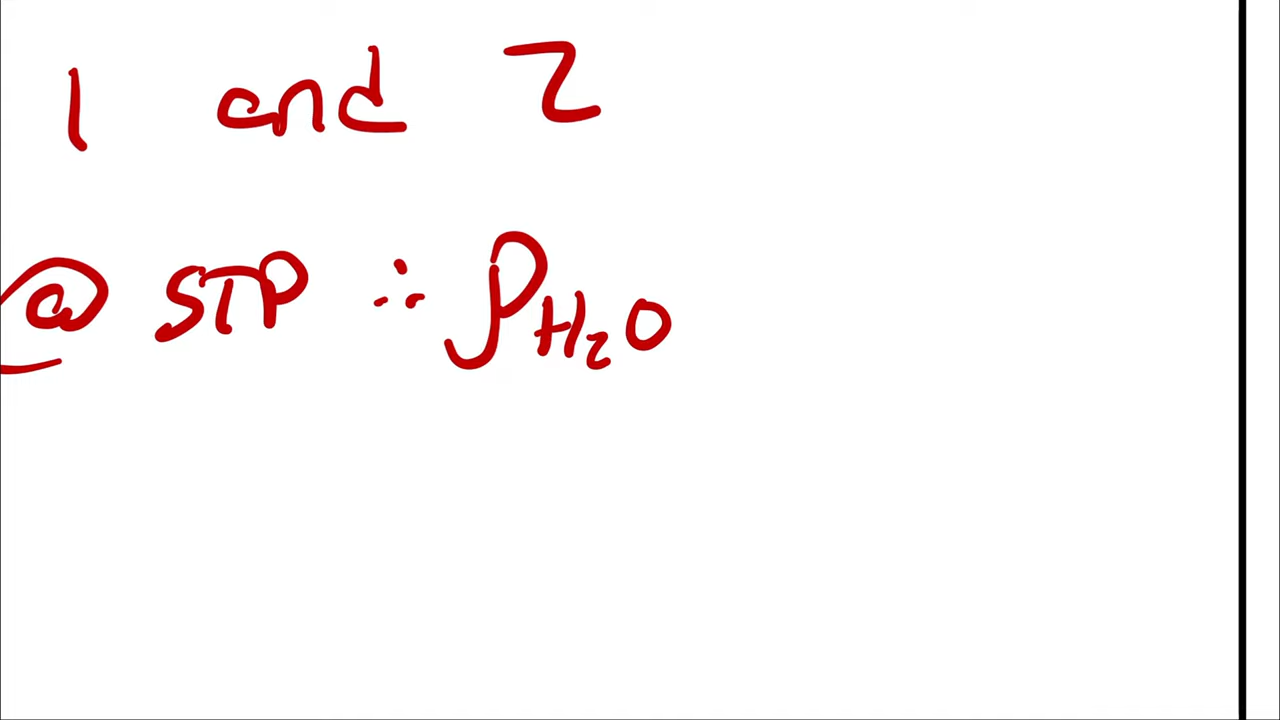 1 and 2
@ STP ∴ ρH₂O